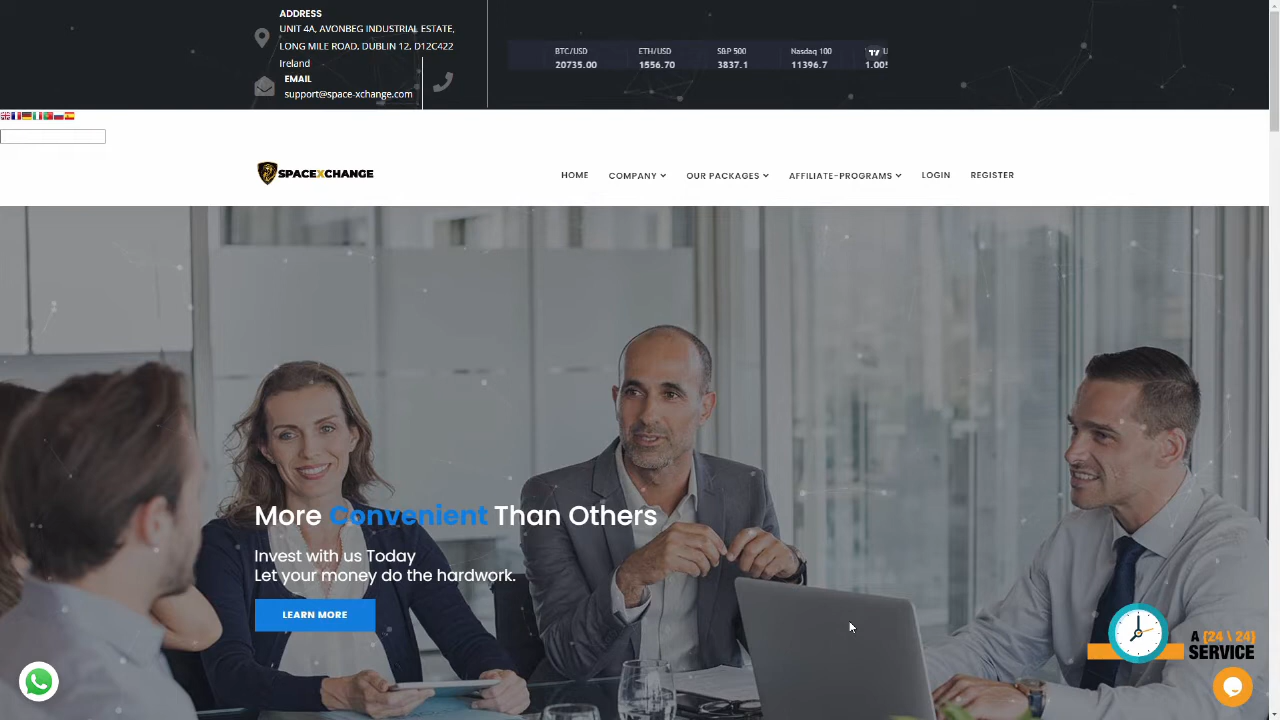 ADDRESS
UNIT 4A, AVONBEG INDUSTRIAL ESTATE,
LONG MILE ROAD, DUBLIN 12, D12C422
Ireland
EMAIL
support@space-xchange.com
BTC/USD
20735.00
ETH/USD
1556.70
S&P 500
3837.1
Nasdaq 100
11396.7
SPACEXCHANGE
HOME
COMPANY
OUR PACKAGES
AFFILIATE-PROGRAMS
LOGIN
REGISTER
More Convenient Than Others
Invest with us Today
Let your money do the hardwork.
LEARN MORE
A (24 \ 24)
SERVICE